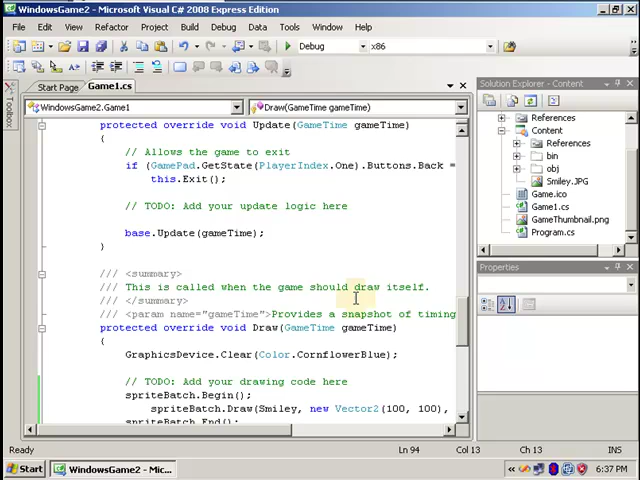 WindowsGame2 - Microsoft Visual C# 2008 Express Edition
File Edit View Refactor Project Build Debug Data Tools Window Help
Debug x86
Start Page Game1.cs
Toolbox
WindowsGame2.Game1 Draw(GameTime gameTime)
protected override void Update(GameTime gameTime)
{
// Allows the game to exit
if (GamePad.GetState(PlayerIndex.One).Buttons.Back =
this.Exit();
// TODO: Add your update logic here
base.Update(gameTime);
}
/// <summary>
/// This is called when the game should draw itself.
/// </summary>
/// <param name="gameTime">Provides a snapshot of timing
protected override void Draw(GameTime gameTime)
{
GraphicsDevice.Clear(Color.CornflowerBlue);
// TODO: Add your drawing code here
spriteBatch.Begin();
spriteBatch.Draw(Smiley, new Vector2(100, 100),
spriteBatch.End();
Solution Explorer - Content
References
Content
References
bin
obj
Smiley.JPG
Game.ico
Game1.cs
GameThumbnail.png
Program.cs
Properties
Ready Ln 94 Col 13 Ch 13 INS
Start WindowsGame2 - Mic... 6:37 PM